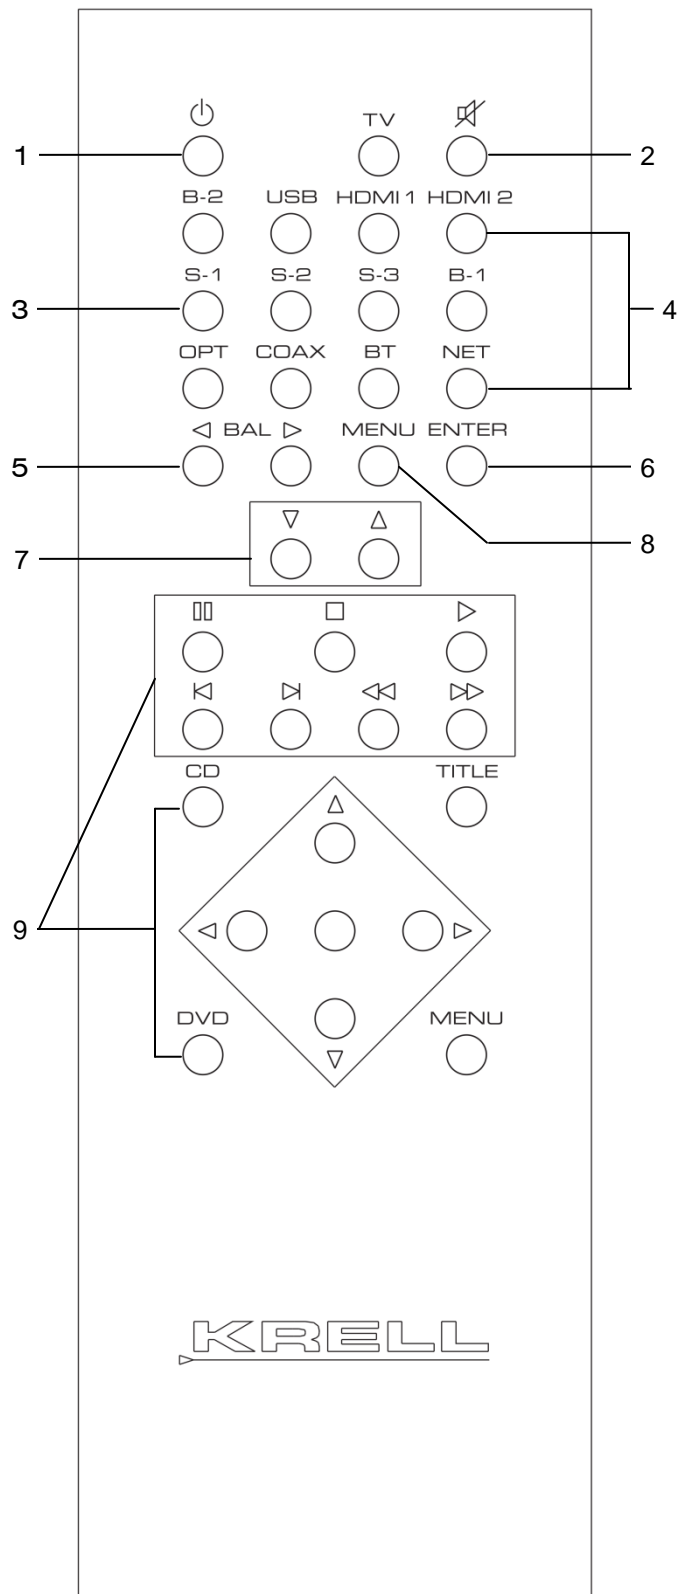 TV
1
2
B-2 USB HDMI 1 HDMI 2
S-1 S-2 S-3 B-1
3
4
OPT COAX BT NET
BAL MENU ENTER
5
6
8
7
CD TITLE
9
DVD MENU
KRELL